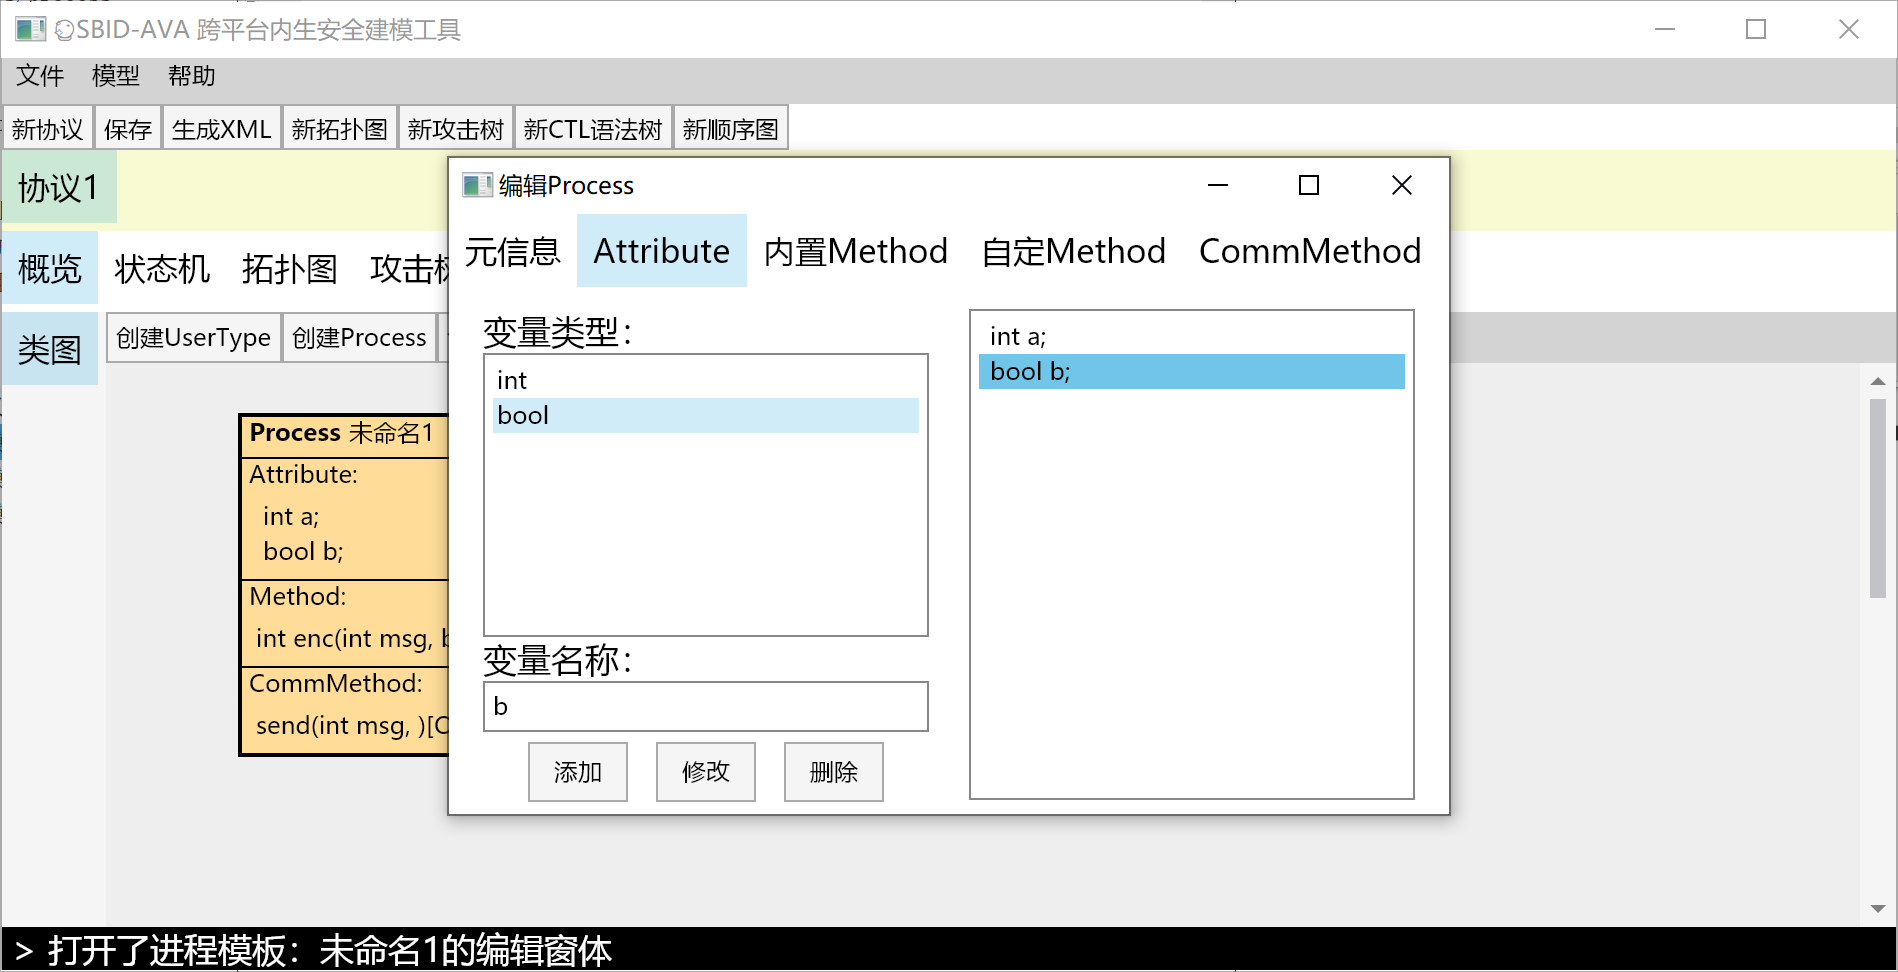 SBID-AVA 跨平台内生安全建模工具
文件 模型 帮助
新协议 保存 生成XML 新拓扑图 新攻击树 新CTL语法树 新顺序图
协议1
概览 状态机 拓扑图 攻击树
类图
创建UserType 创建Process
Process 未命名1
Attribute:
int a;
bool b;
Method:
int enc(int msg, b
CommMethod:
send(int msg, )[
编辑Process
元信息 Attribute 内置Method 自定Method CommMethod
变量类型：
int
bool
变量名称：
b
添加 修改 删除
int a;
bool b;
> 打开了进程模板：未命名1的编辑窗体